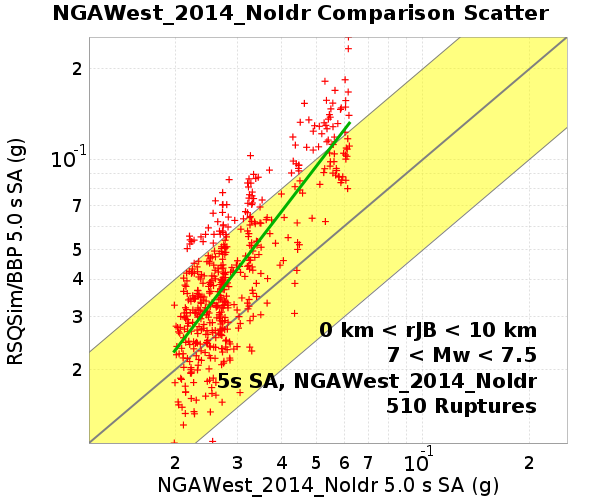 NGAWest_2014_NoIdr Comparison Scatter
RSQSim/BBP 5.0 s SA (g)
2
10-1
7
5
4
3
2
0 km < rJB < 10 km
7 < Mw < 7.5
5s SA, NGAWest_2014_NoIdr
510 Ruptures
2 3 4 5 6 7 10-1 2
NGAWest_2014_NoIdr 5.0 s SA (g)